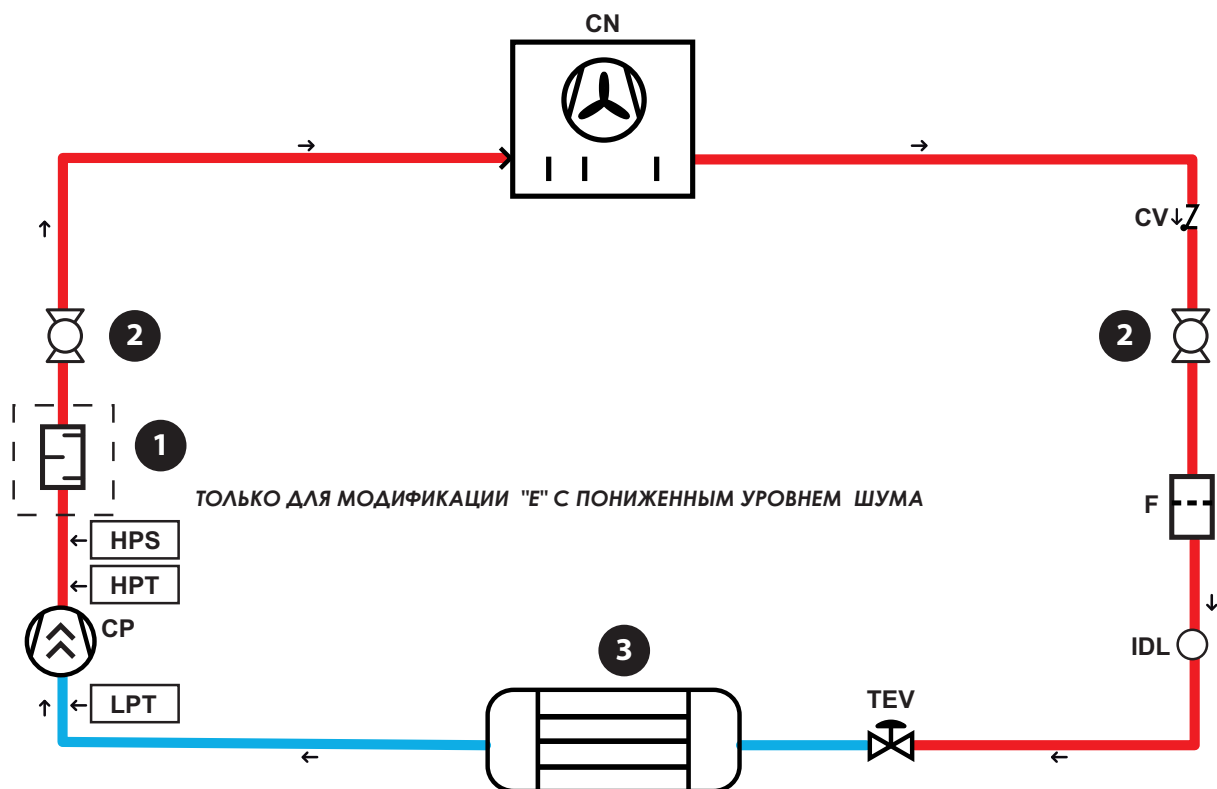 CN
CV
2
2
1
ТОЛЬКО ДЛЯ МОДИФИКАЦИИ "Е" С ПОНИЖЕННЫМ УРОВНЕМ ШУМА
F
HPS
HPT
CP
IDL
3
LPT
TEV